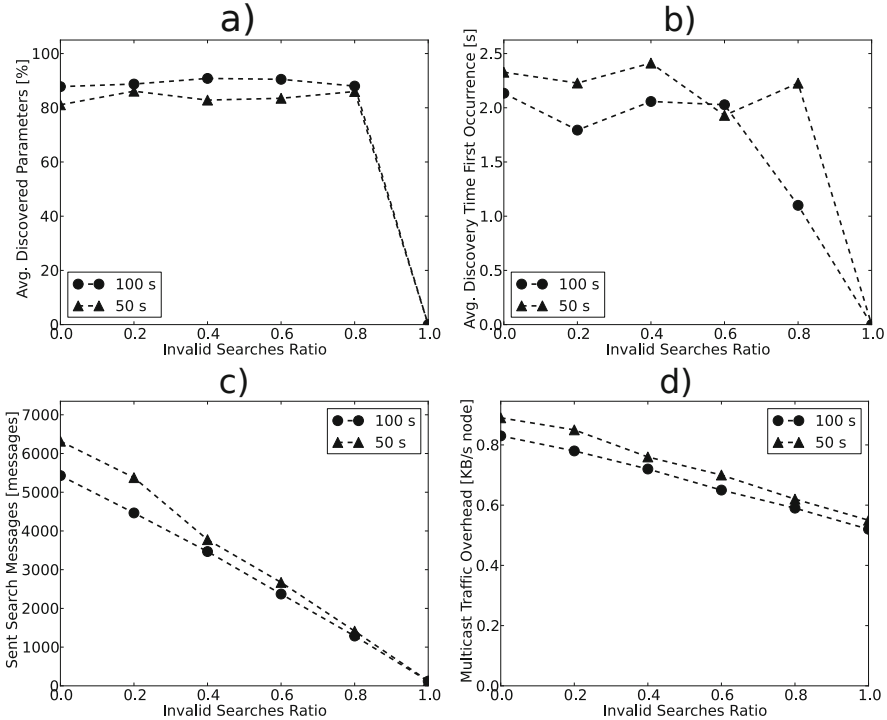 a)
Avg. Discovered Parameters [%]
100
80
60
40
20
0
100 s
50 s
0.0 0.2 0.4 0.6 0.8 1.0
Invalid Searches Ratio
b)
Avg. Discovery Time First Occurrence [s]
2.5
2.0
1.5
1.0
0.5
0.0
100 s
50 s
0.0 0.2 0.4 0.6 0.8 1.0
Invalid Searches Ratio
c)
Sent Search Messages [messages]
7000
6000
5000
4000
3000
2000
1000
0
100 s
50 s
0.0 0.2 0.4 0.6 0.8 1.0
Invalid Searches Ratio
d)
Multicast Traffic Overhead [KB/s node]
0.8
0.6
0.4
0.2
0.0
100 s
50 s
0.0 0.2 0.4 0.6 0.8 1.0
Invalid Searches Ratio